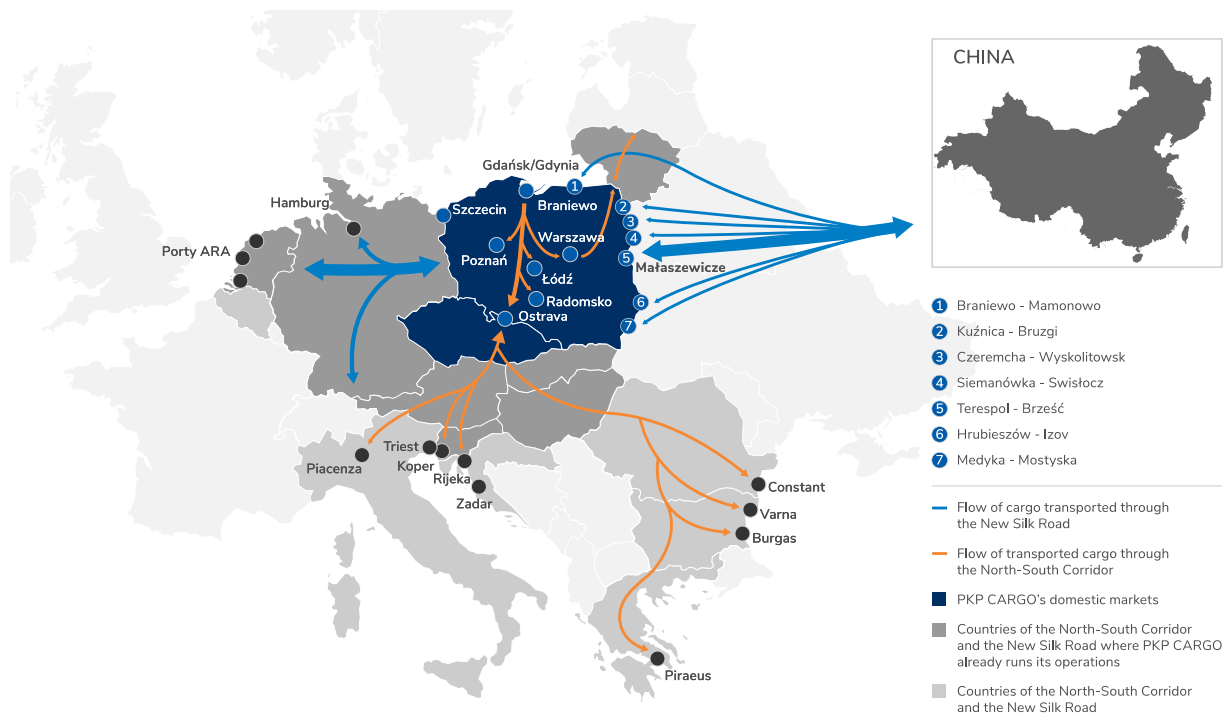 CHINA
Gdańsk/Gdynia
1
Braniewo
Hamburg
Szczecin
2
3
Warszawa
4
Porty ARA
Poznań
5
Małaszewicze
Łódź
Radomsko
6
Ostrava
7
Triest
Koper
Piacenza
Rijeka
Zadar
Constant
Varna
Burgas
Piraeus
1 Braniewo - Mamonowo
2 Kuźnica - Bruzgi
3 Czeremcha - Wyskolitowsk
4 Siemanówka - Swisłocz
5 Terespol - Brześć
6 Hrubieszów - Izov
7 Medyka - Mostyska
Flow of cargo transported through
the New Silk Road
Flow of transported cargo through
the North-South Corridor
PKP CARGO's domestic markets
Countries of the North-South Corridor
and the New Silk Road where PKP CARGO
already runs its operations
Countries of the North-South Corridor
and the New Silk Road